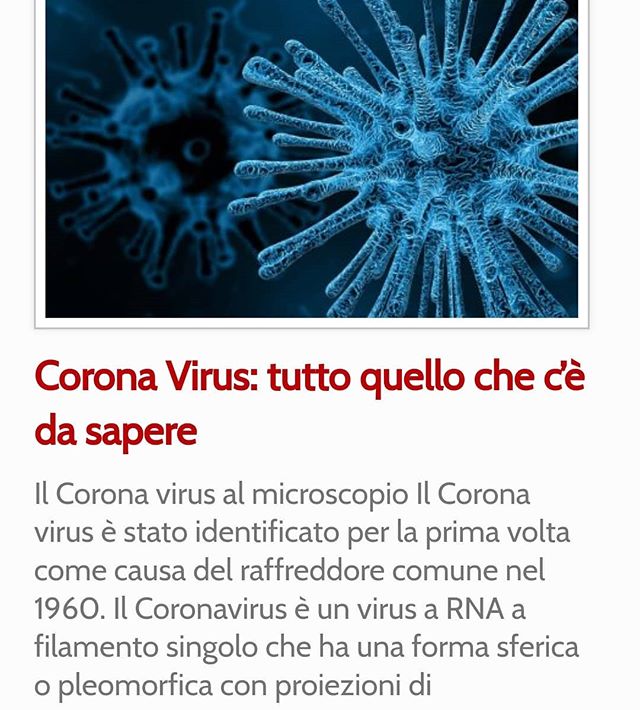 Corona Virus: tutto quello che c'è
da sapere
Il Corona virus al microscopio Il Corona
virus è stato identificato per la prima volta
come causa del raffreddore comune nel
1960. Il Coronavirus è un virus a RNA a
filamento singolo che ha una forma sferica
o pleomorfica con proiezioni di